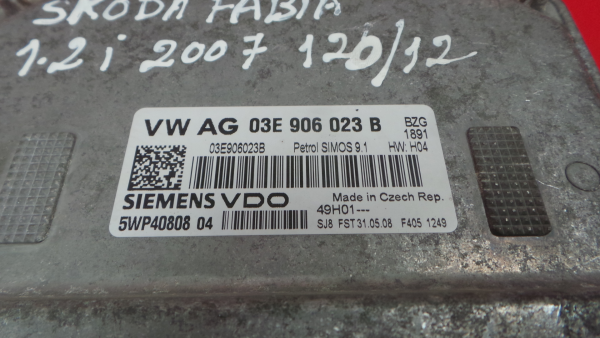 SKODA FABIA
1.2i 2007 120/12
VW AG 03E 906 023 B BZG
1891
03E906023B Petrol SIMOS 9.1 HW: H04
SIEMENS VDO Made in Czech Rep.
49H01---
5WP40808 04 SJ8 FST 31.05.08 F405 1249